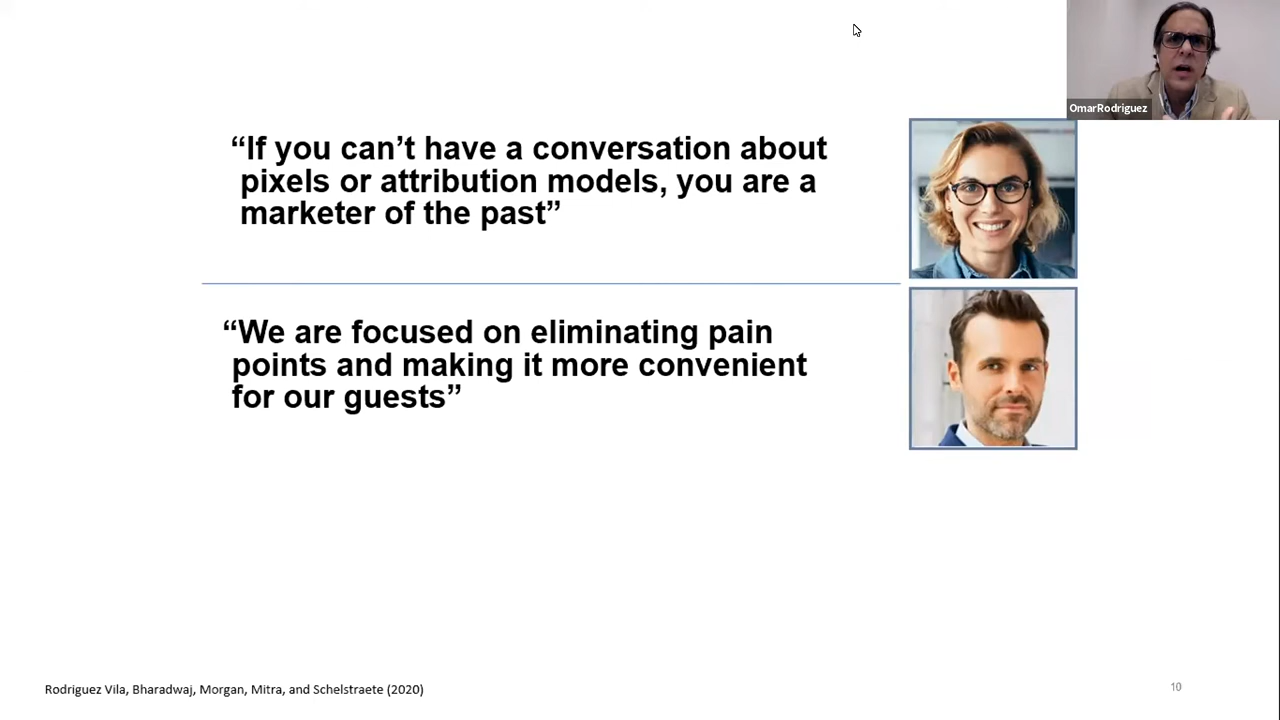 OmarRodriguez
“If you can’t have a conversation about
pixels or attribution models, you are a
marketer of the past”
“We are focused on eliminating pain
points and making it more convenient
for our guests”
Rodriguez Vila, Bharadwaj, Morgan, Mitra, and Schelstraete (2020)
10